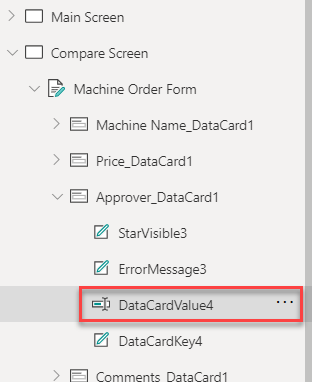 Main Screen
Compare Screen
Machine Order Form
Machine Name_DataCard1
Price_DataCard1
Approver_DataCard1
StarVisible3
ErrorMessage3
DataCardValue4 ...
DataCardKey4
Comments_DataCard1